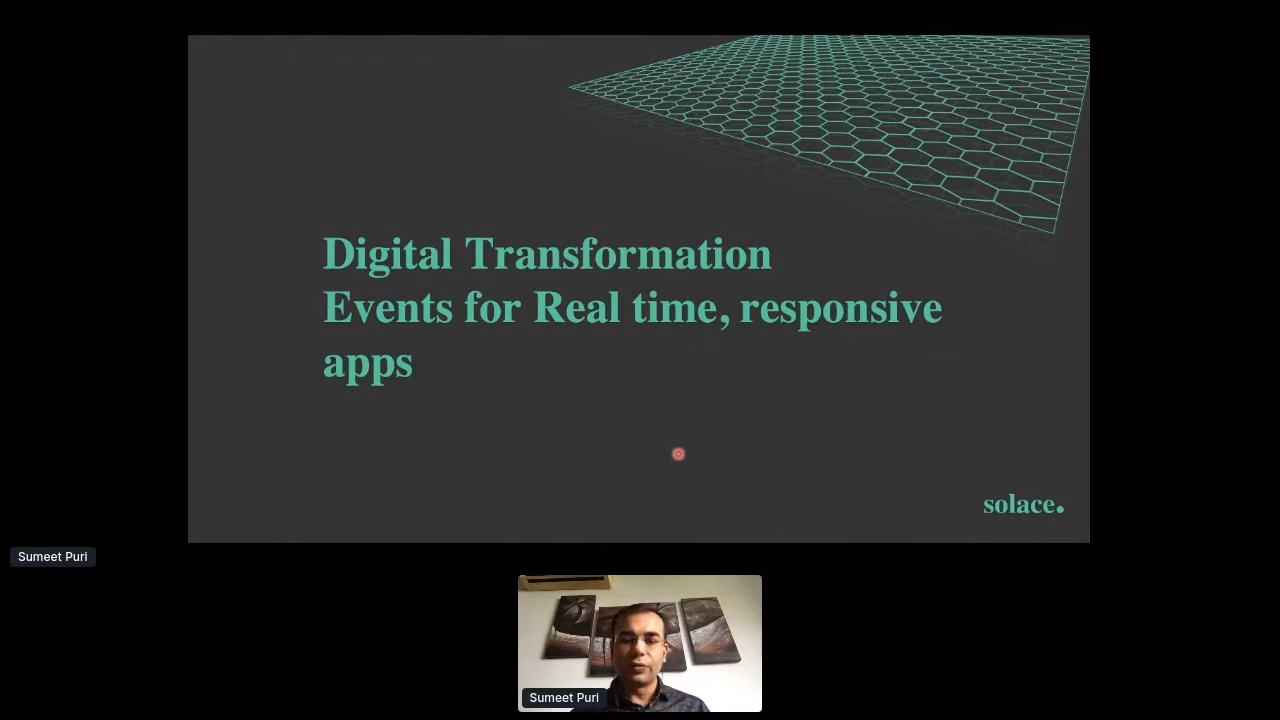 Digital Transformation
Events for Real time, responsive
apps
solace.
Sumeet Puri
Sumeet Puri